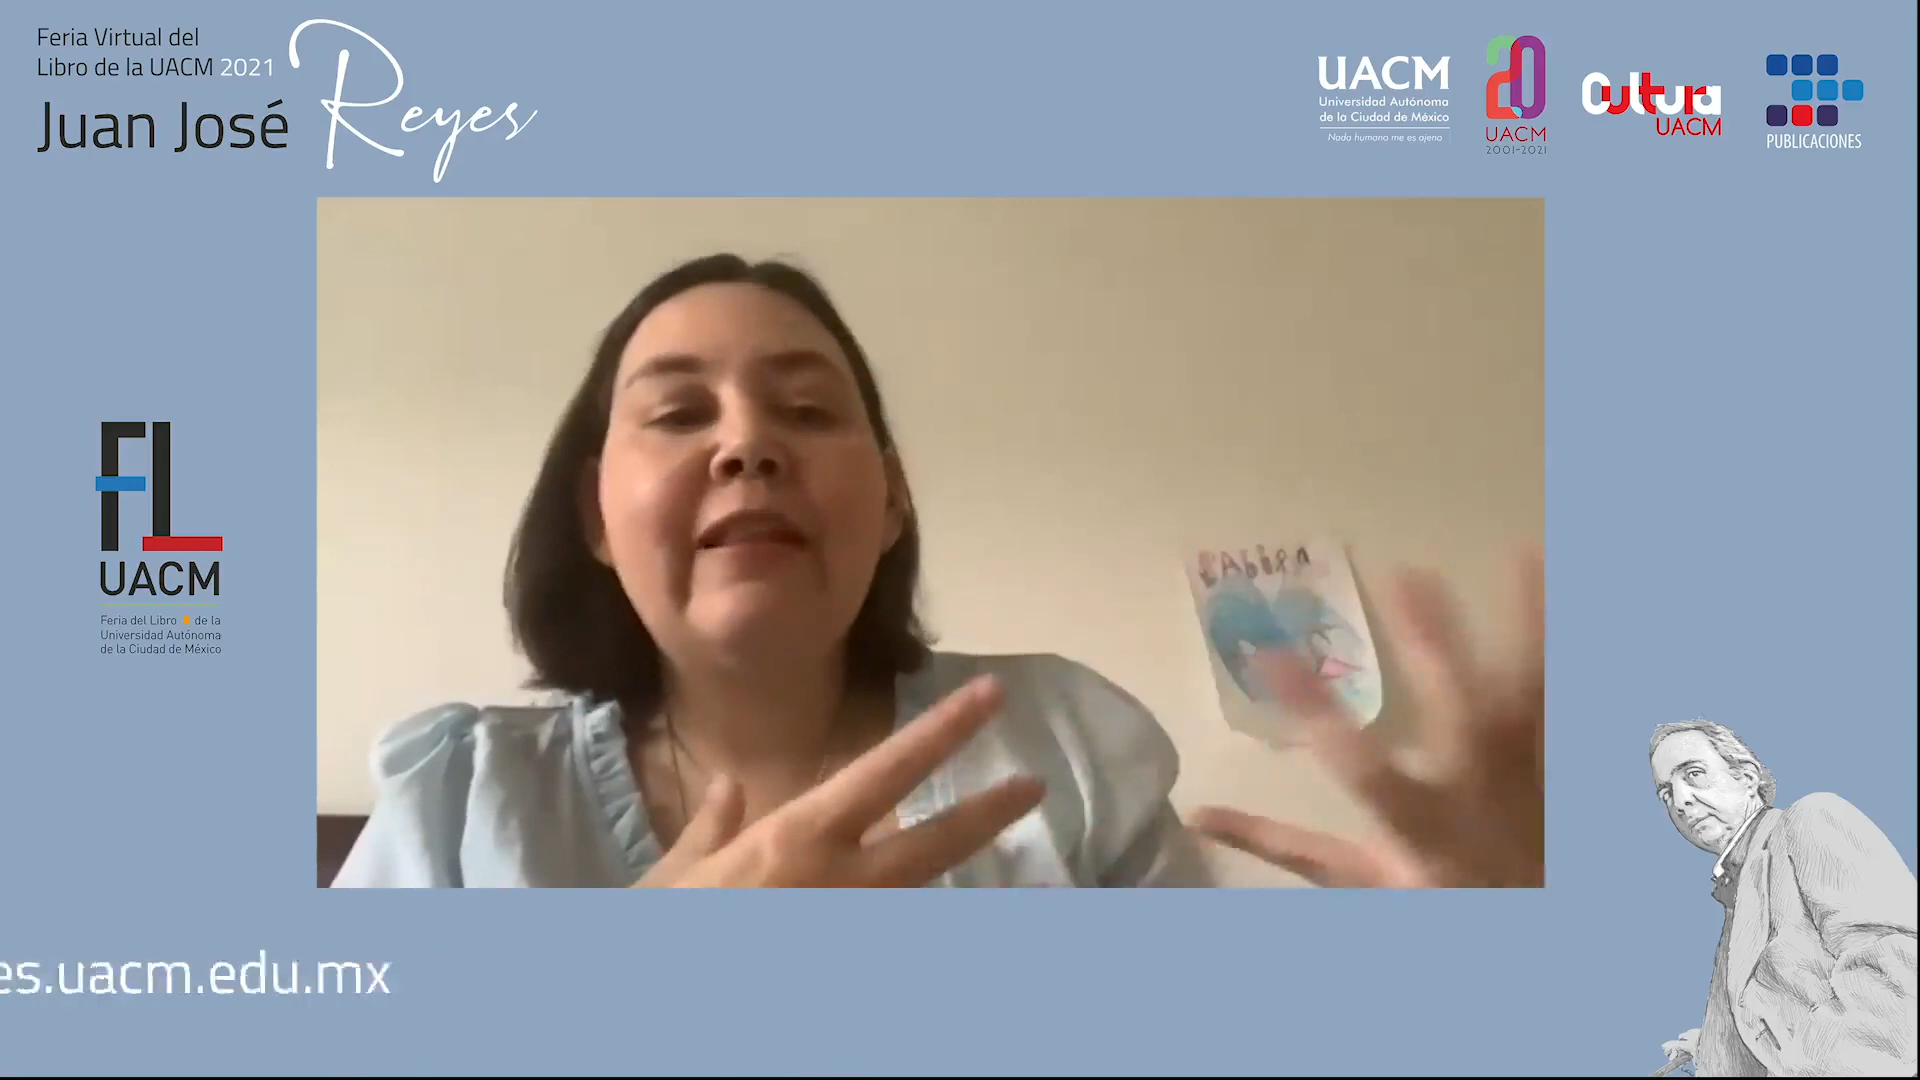 Feria Virtual del
Libro de la UACM 2021
Juan José Reyes
UACM
Universidad Autónoma
de la Ciudad de México
Nada humano me es ajeno
20
UACM
2001-2021
Cultura
UACM
PUBLICACIONES
FL
UACM
Feria del Libro de la
Universidad Autónoma
de la Ciudad de México
es.uacm.edu.mx